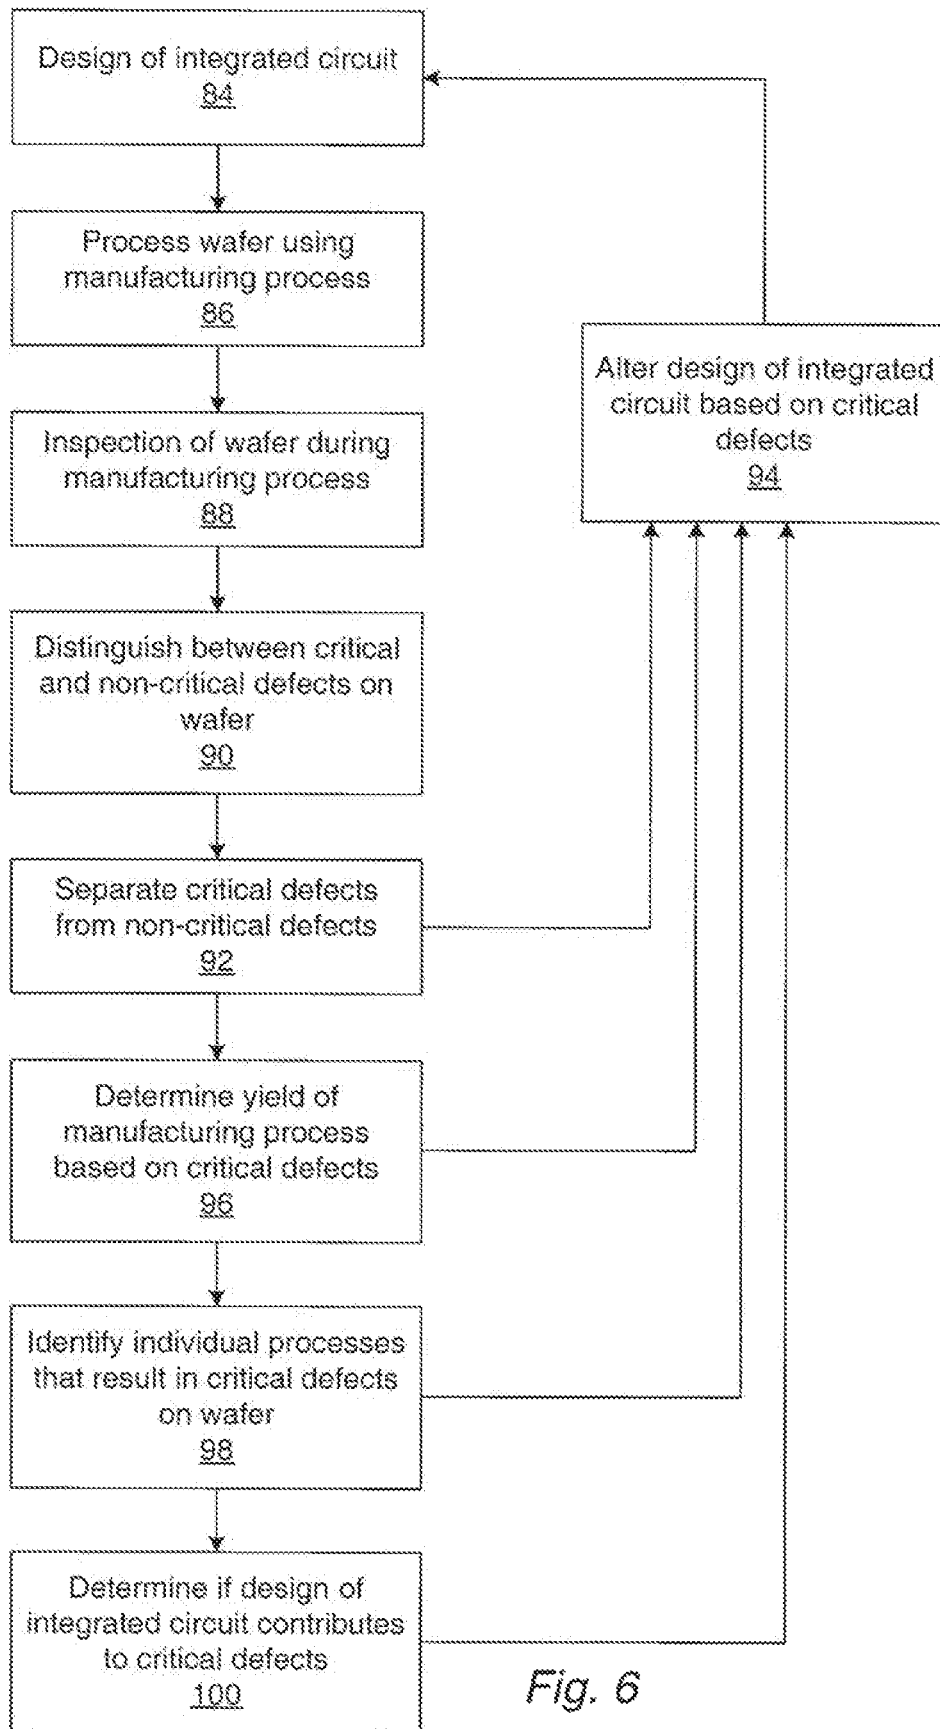 Design of integrated circuit
84
Process wafer using
manufacturing process
86
Inspection of wafer during
manufacturing process
88
Distinguish between critical
and non-critical defects on
wafer
90
Separate critical defects
from non-critical defects
92
Alter design of integrated
circuit based on critical
defects
94
Determine yield of
manufacturing process
based on critical defects
96
Identify individual processes
that result in critical defects
on wafer
98
Determine if design of
integrated circuit contributes
to critical defects
100
Fig. 6